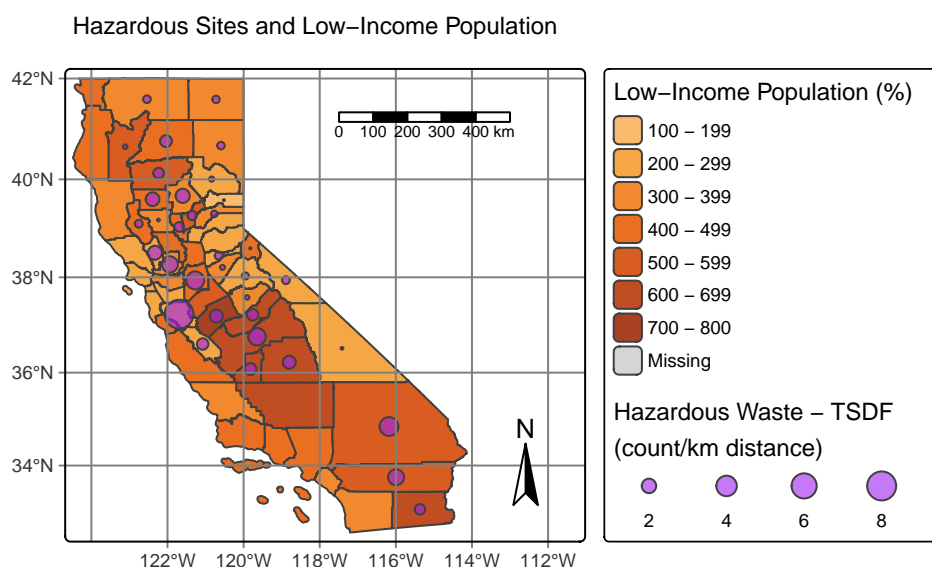 Hazardous Sites and Low−Income Population
42°N
40°N
38°N
36°N
34°N
122°W 120°W 118°W 116°W 114°W 112°W
0 100 200 300 400 km
N
Low−Income Population (%)
100 − 199
200 − 299
300 − 399
400 − 499
500 − 599
600 − 699
700 − 800
Missing
Hazardous Waste − TSDF
(count/km distance)
2 4 6 8